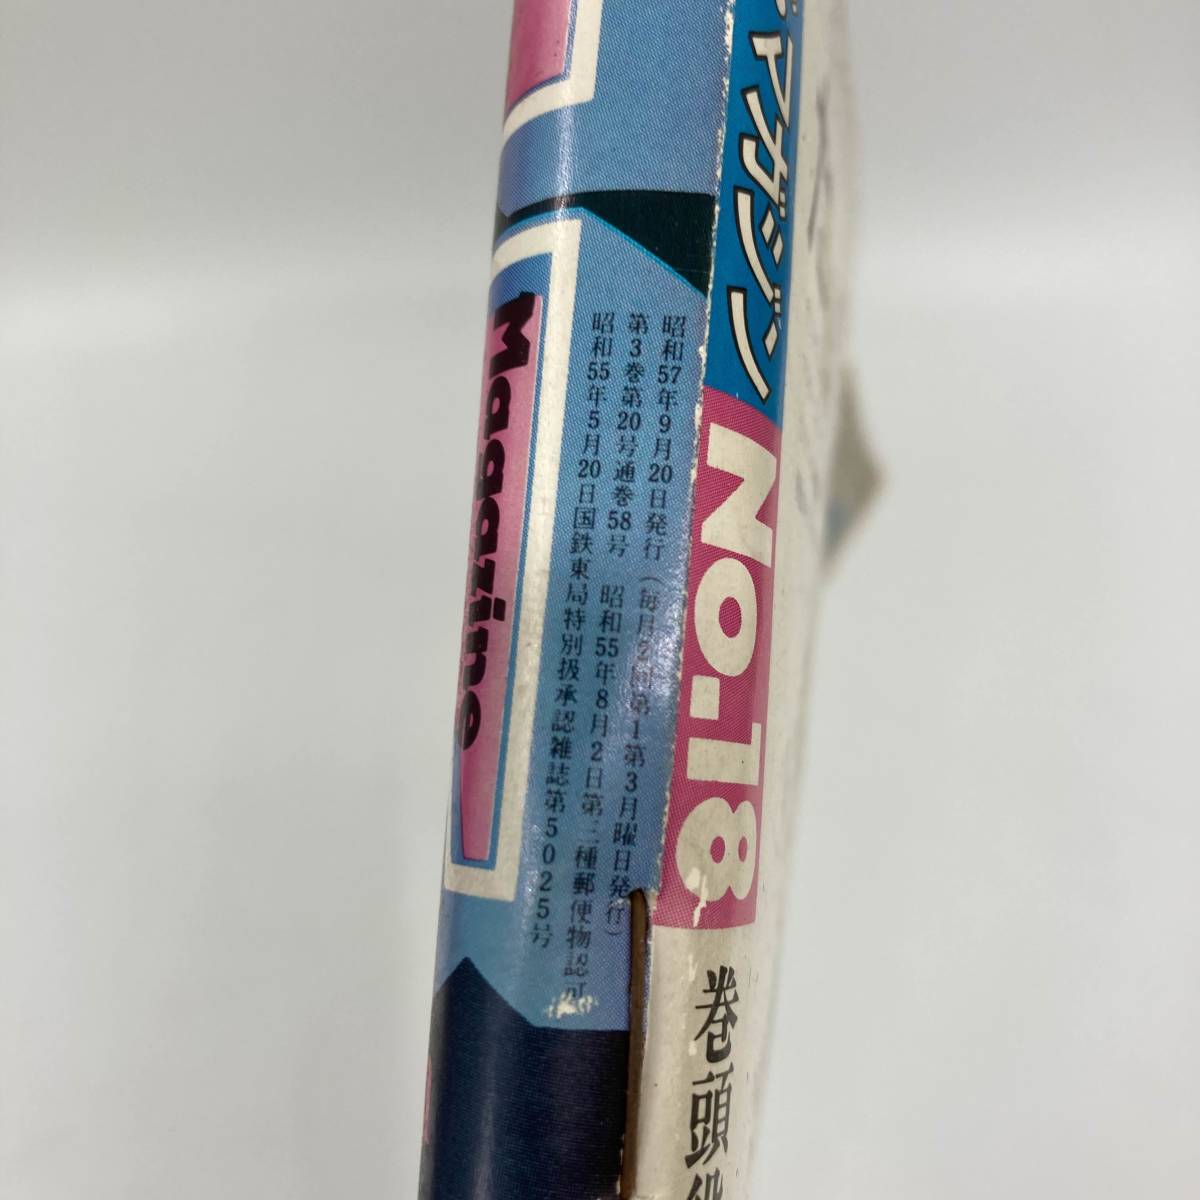 マガジン NO.18 巻頭
昭和57年9月20日発行(毎月2回第1第3月曜日発行)
第3巻第20号通巻58号 昭和55年8月2日第三種郵便物認可
昭和55年5月20日国鉄東局特別扱承認雑誌第5025号
Magazine